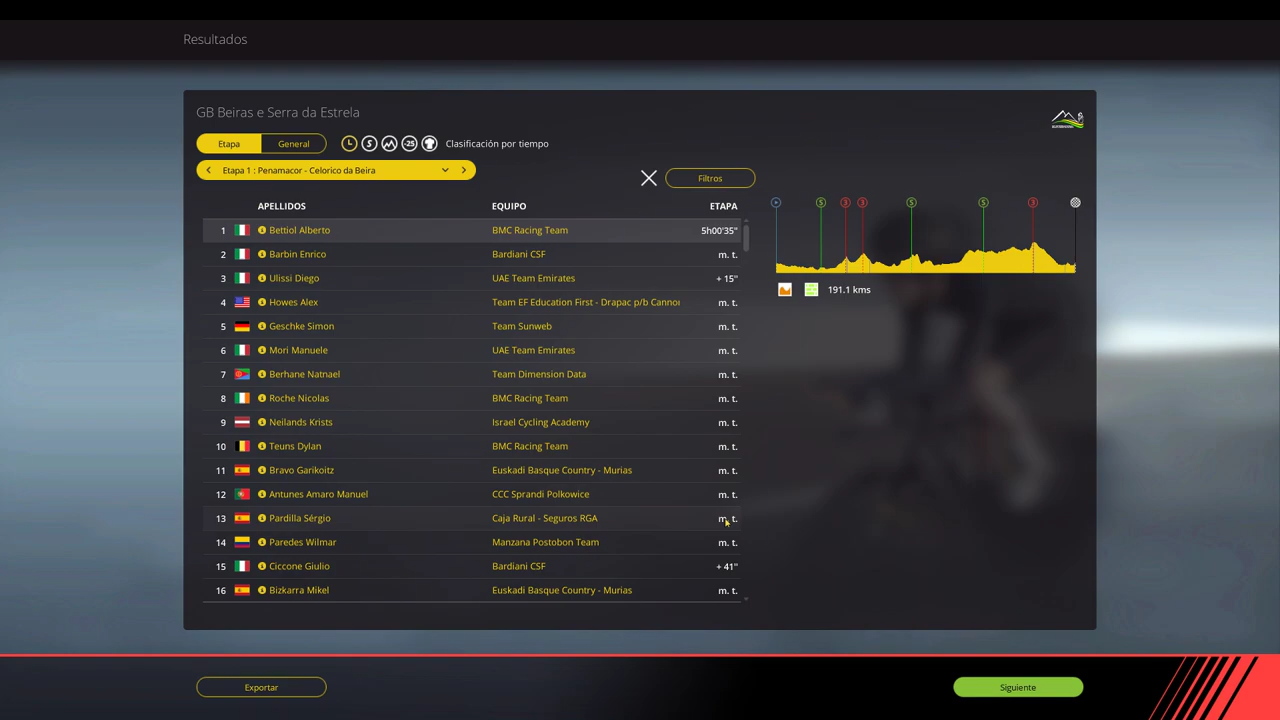 Resultados
GB Beiras e Serra da Estrela
Etapa General S -25 Clasificación por tiempo
Etapa 1 : Penamacor - Celorico da Beira
Filtros
APELLIDOS EQUIPO ETAPA
1 Bettiol Alberto BMC Racing Team 5h00'35"
2 Barbin Enrico Bardiani CSF m. t.
3 Ulissi Diego UAE Team Emirates + 15"
4 Howes Alex Team EF Education First - Drapac p/b Cannon m. t.
5 Geschke Simon Team Sunweb m. t.
6 Mori Manuele UAE Team Emirates m. t.
7 Berhane Natnael Team Dimension Data m. t.
8 Roche Nicolas BMC Racing Team m. t.
9 Neilands Krists Israel Cycling Academy m. t.
10 Teuns Dylan BMC Racing Team m. t.
11 Bravo Garikoitz Euskadi Basque Country - Murias m. t.
12 Antunes Amaro Manuel CCC Sprandi Polkowice m. t.
13 Pardilla Sérgio Caja Rural - Seguros RGA m. t.
14 Paredes Wilmar Manzana Postobon Team m. t.
15 Ciccone Giulio Bardiani CSF + 41"
16 Bizkarra Mikel Euskadi Basque Country - Murias m. t.
S 3 3 S S 3
191.1 kms
Exportar
Siguiente